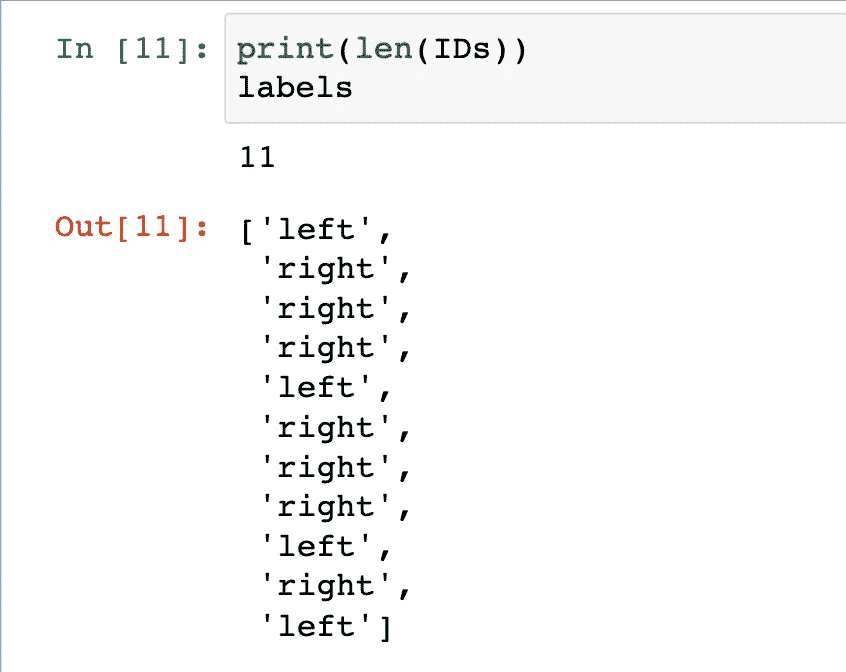 In [11]: print(len(IDs))
labels
11
Out[11]: ['left',
'right',
'right',
'right',
'left',
'right',
'right',
'right',
'left',
'right',
'left']